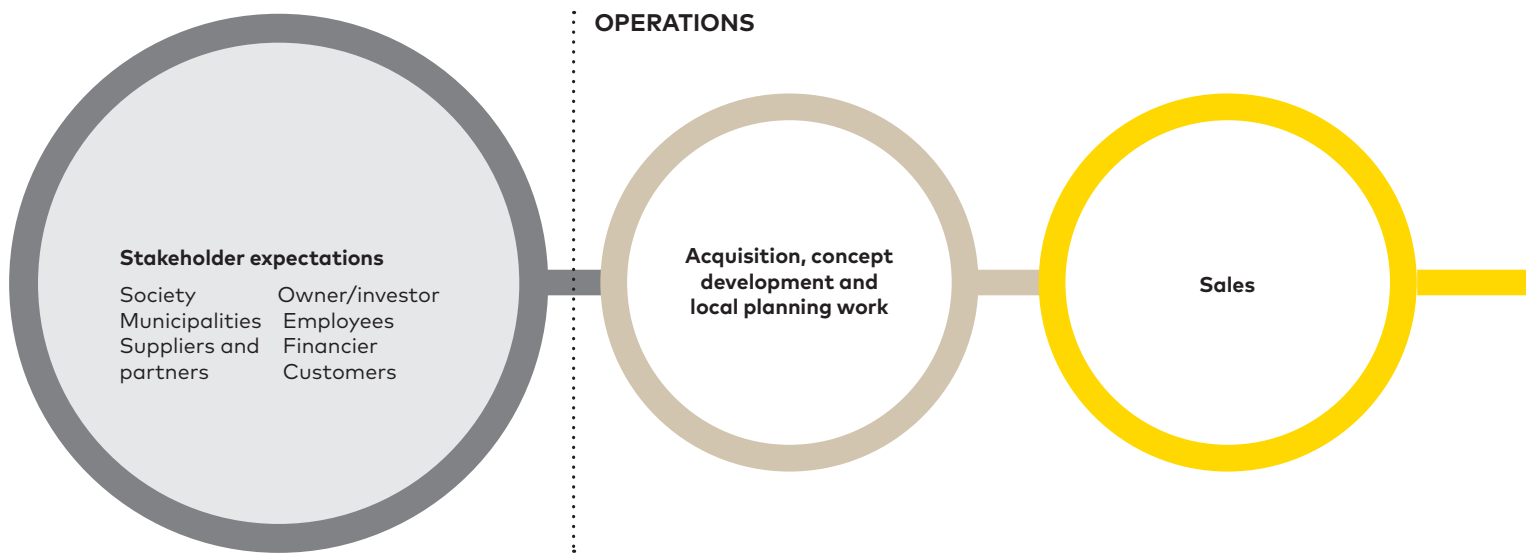 OPERATIONS
Stakeholder expectations
Society Owner/investor
Municipalities Employees
Suppliers and Financier
partners Customers
Acquisition, concept
development and
local planning work
Sales